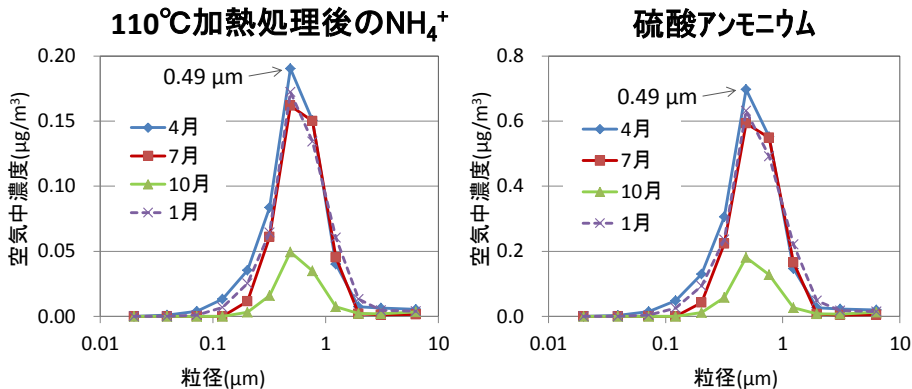 110℃加熱処理後のNH₄⁺
空気中濃度(μg/m³)
0.20
0.15
0.10
0.05
0.00
0.49 μm
4月
7月
10月
1月
0.01
0.1
1
10
粒径(μm)
硫酸アンモニウム
空気中濃度(μg/m³)
0.8
0.6
0.4
0.2
0.0
0.49 μm
4月
7月
10月
1月
0.01
0.1
1
10
粒径(μm)